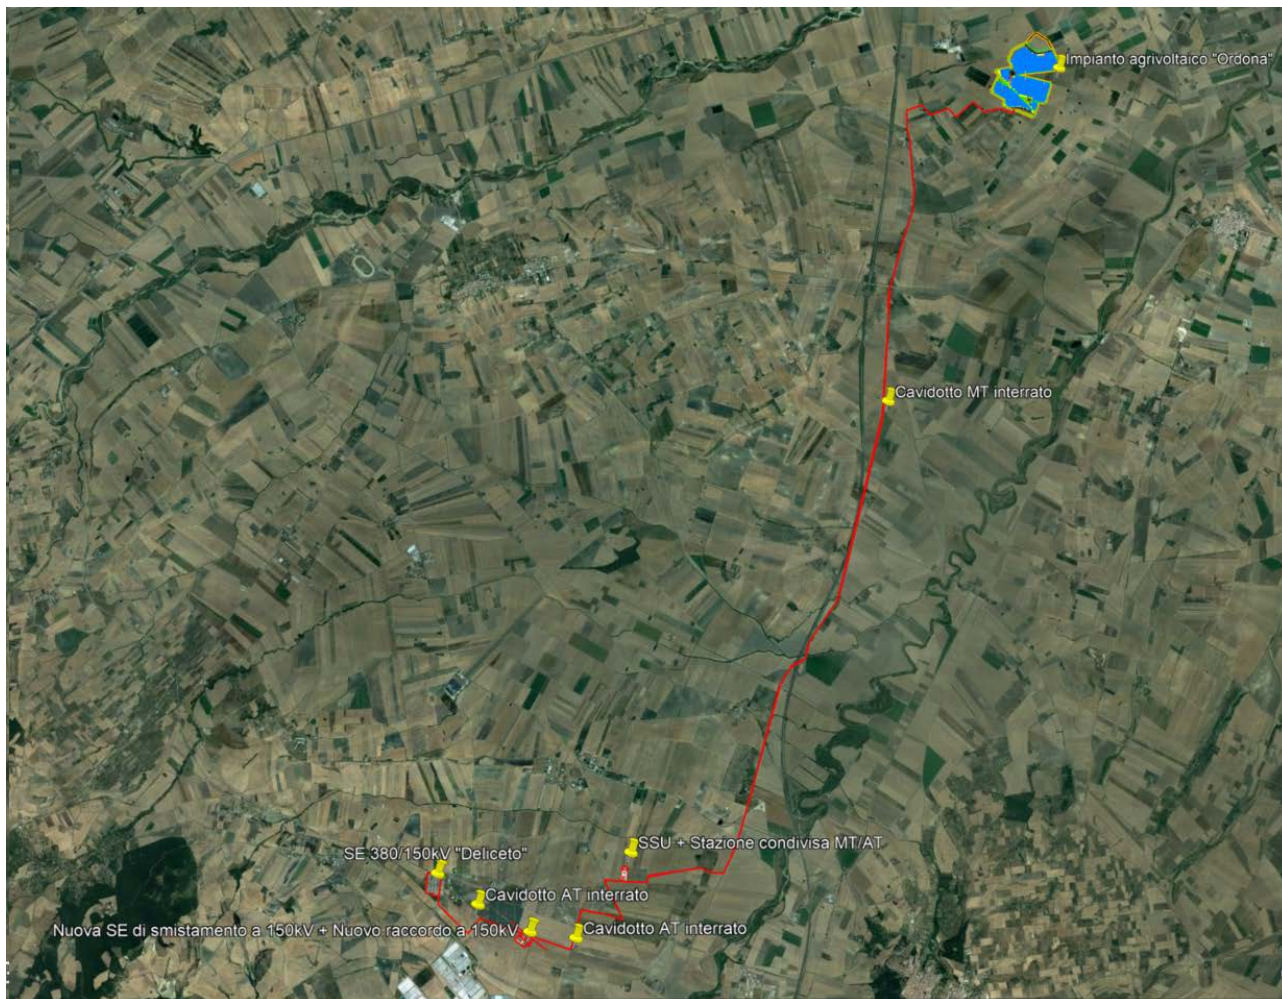 Impianto agrivoltaico "Ordona"
Cavidotto MT interrato
SSU + Stazione condivisa MT/AT
SE 380/150kV "Deliceto"
Cavidotto AT interrato
Nuova SE di smistamento a 150kV + Nuovo raccordo a 150kV
Cavidotto AT interrato